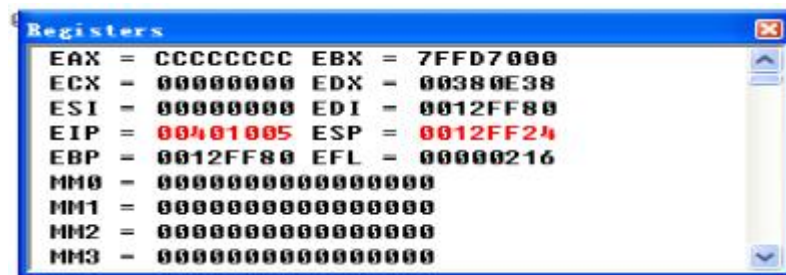 Registers
EAX = CCCCCCCC EBX = 7FFD7000
ECX = 00000000 EDX = 00380E38
ESI = 00000000 EDI = 0012FF80
EIP = 00401005 ESP = 0012FF24
EBP = 0012FF80 EFL = 00000216
MM0 = 0000000000000000
MM1 = 0000000000000000
MM2 = 0000000000000000
MM3 = 0000000000000000